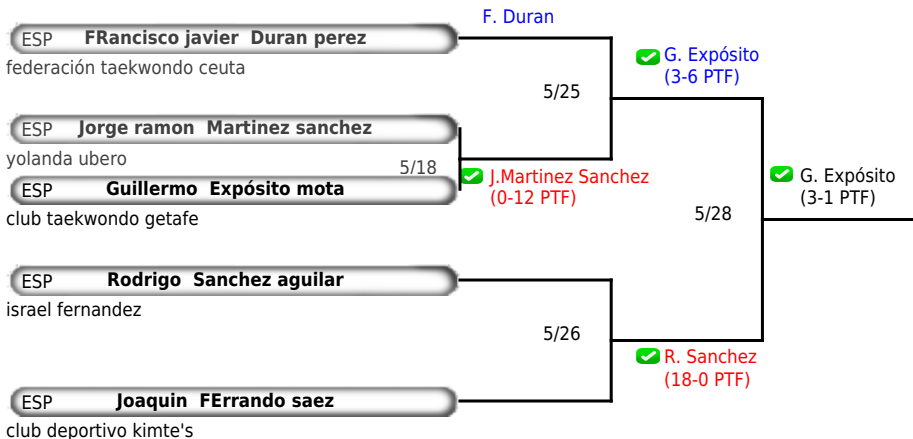 F. Duran
ESP FRancisco javier Duran perez
federación taekwondo ceuta
G. Expósito
(3-6 PTF)
5/25
ESP Jorge ramon Martinez sanchez
yolanda ubero
5/18
J.Martinez Sanchez
(0-12 PTF)
ESP Guillermo Expósito mota
club taekwondo getafe
G. Expósito
(3-1 PTF)
5/28
ESP Rodrigo Sanchez aguilar
israel fernandez
5/26
R. Sanchez
(18-0 PTF)
ESP Joaquin FErrando saez
club deportivo kimte's